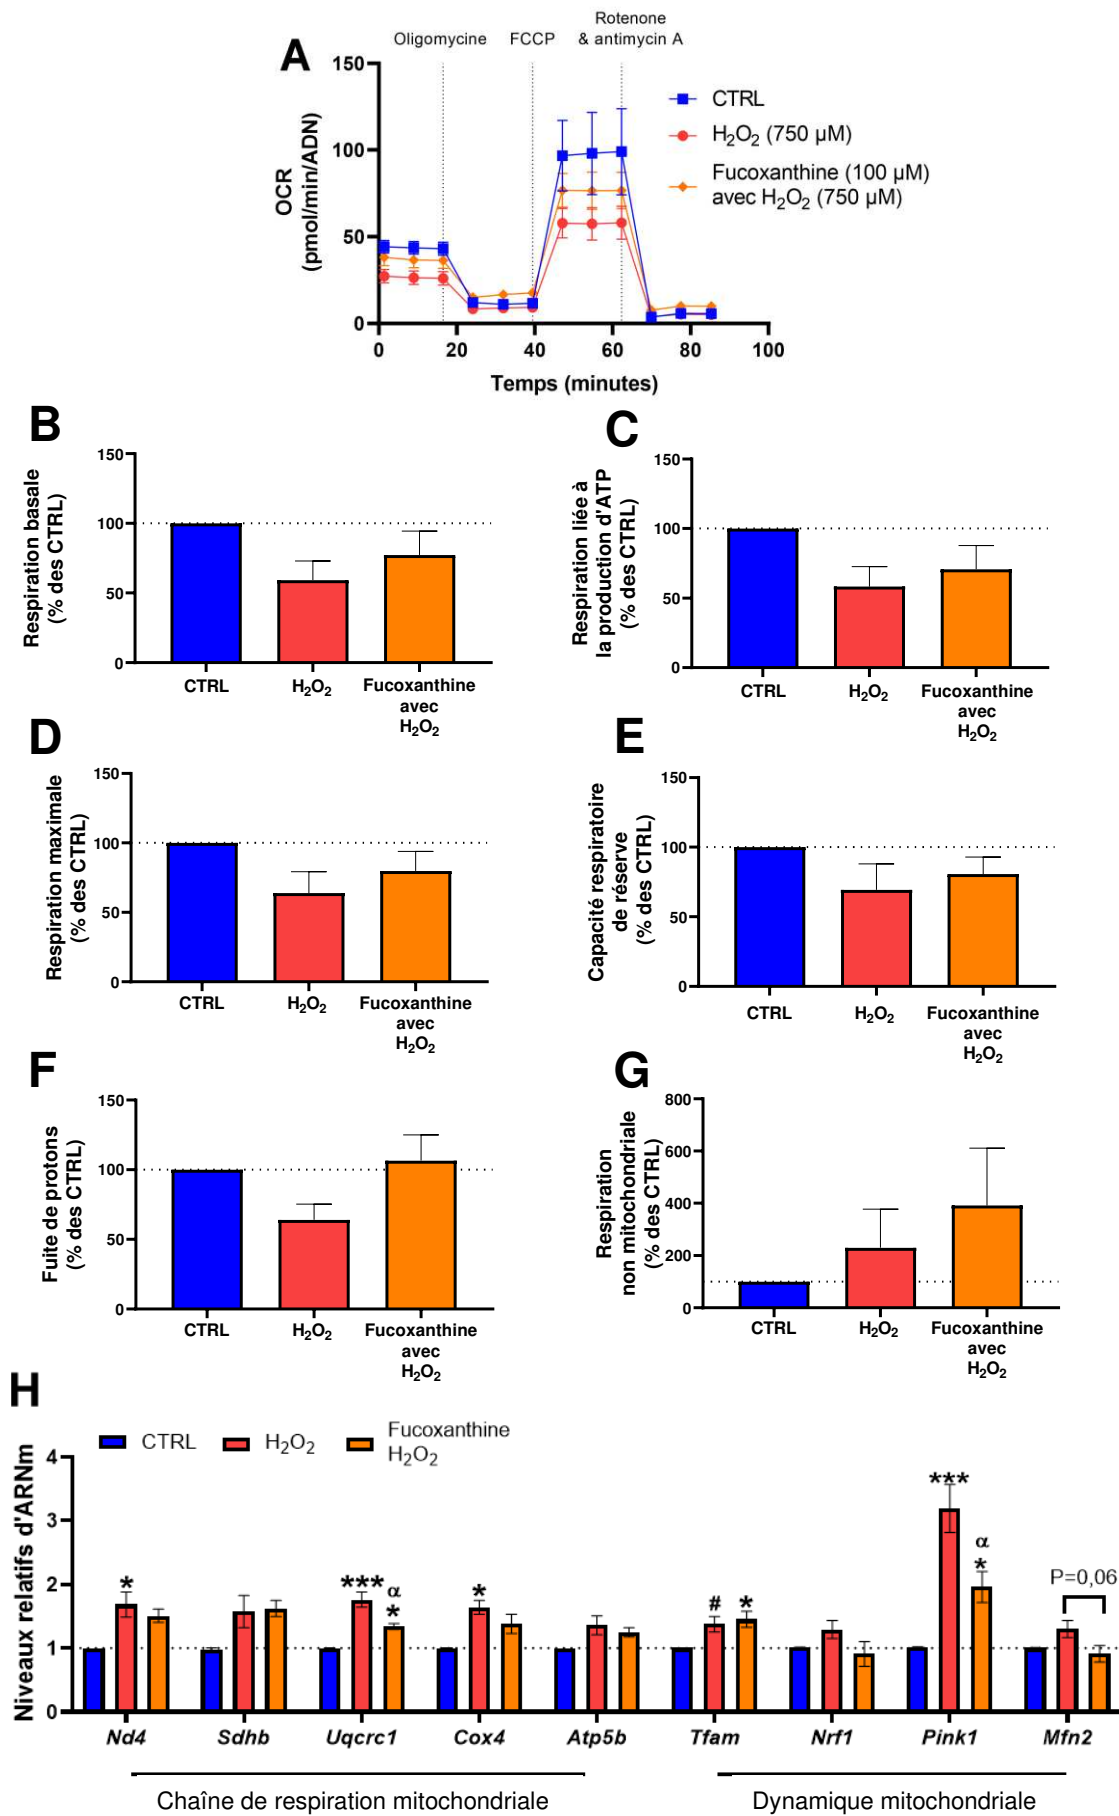 A
Oligomycine
FCCP
Rotenone
& antimycin A
150
100
50
0
OCR
(pmol/min/ADN)
0
20
40
60
80
100
Temps (minutes)
CTRL
H₂O₂ (750 µM)
Fucoxanthine (100 µM)
avec H₂O₂ (750 µM)
B
Respiration basale
(% des CTRL)
150
100
50
0
CTRL
H₂O₂
Fucoxanthine
avec
H₂O₂
C
Respiration liée à
la production d'ATP
(% des CTRL)
150
100
50
0
CTRL
H₂O₂
Fucoxanthine
avec
H₂O₂
D
Respiration maximale
(% des CTRL)
150
100
50
0
CTRL
H₂O₂
Fucoxanthine
avec
H₂O₂
E
Capacité respiratoire
de réserve
(% des CTRL)
150
100
50
0
CTRL
H₂O₂
Fucoxanthine
avec
H₂O₂
F
Fuite de protons
(% des CTRL)
150
100
50
0
CTRL
H₂O₂
Fucoxanthine
avec
H₂O₂
G
Respiration
non mitochondriale
(% des CTRL)
800
600
400
200
0
CTRL
H₂O₂
Fucoxanthine
avec
H₂O₂
H
CTRL
H₂O₂
Fucoxanthine
H₂O₂
Niveaux relatifs d'ARNm
4
3
2
1
0
*
***
α
*
*
#
*
***
α
*
P=0,06
Nd4
Sdhb
Uqcrc1
Cox4
Atp5b
Tfam
Nrf1
Pink1
Mfn2
Chaîne de respiration mitochondriale
Dynamique mitochondriale